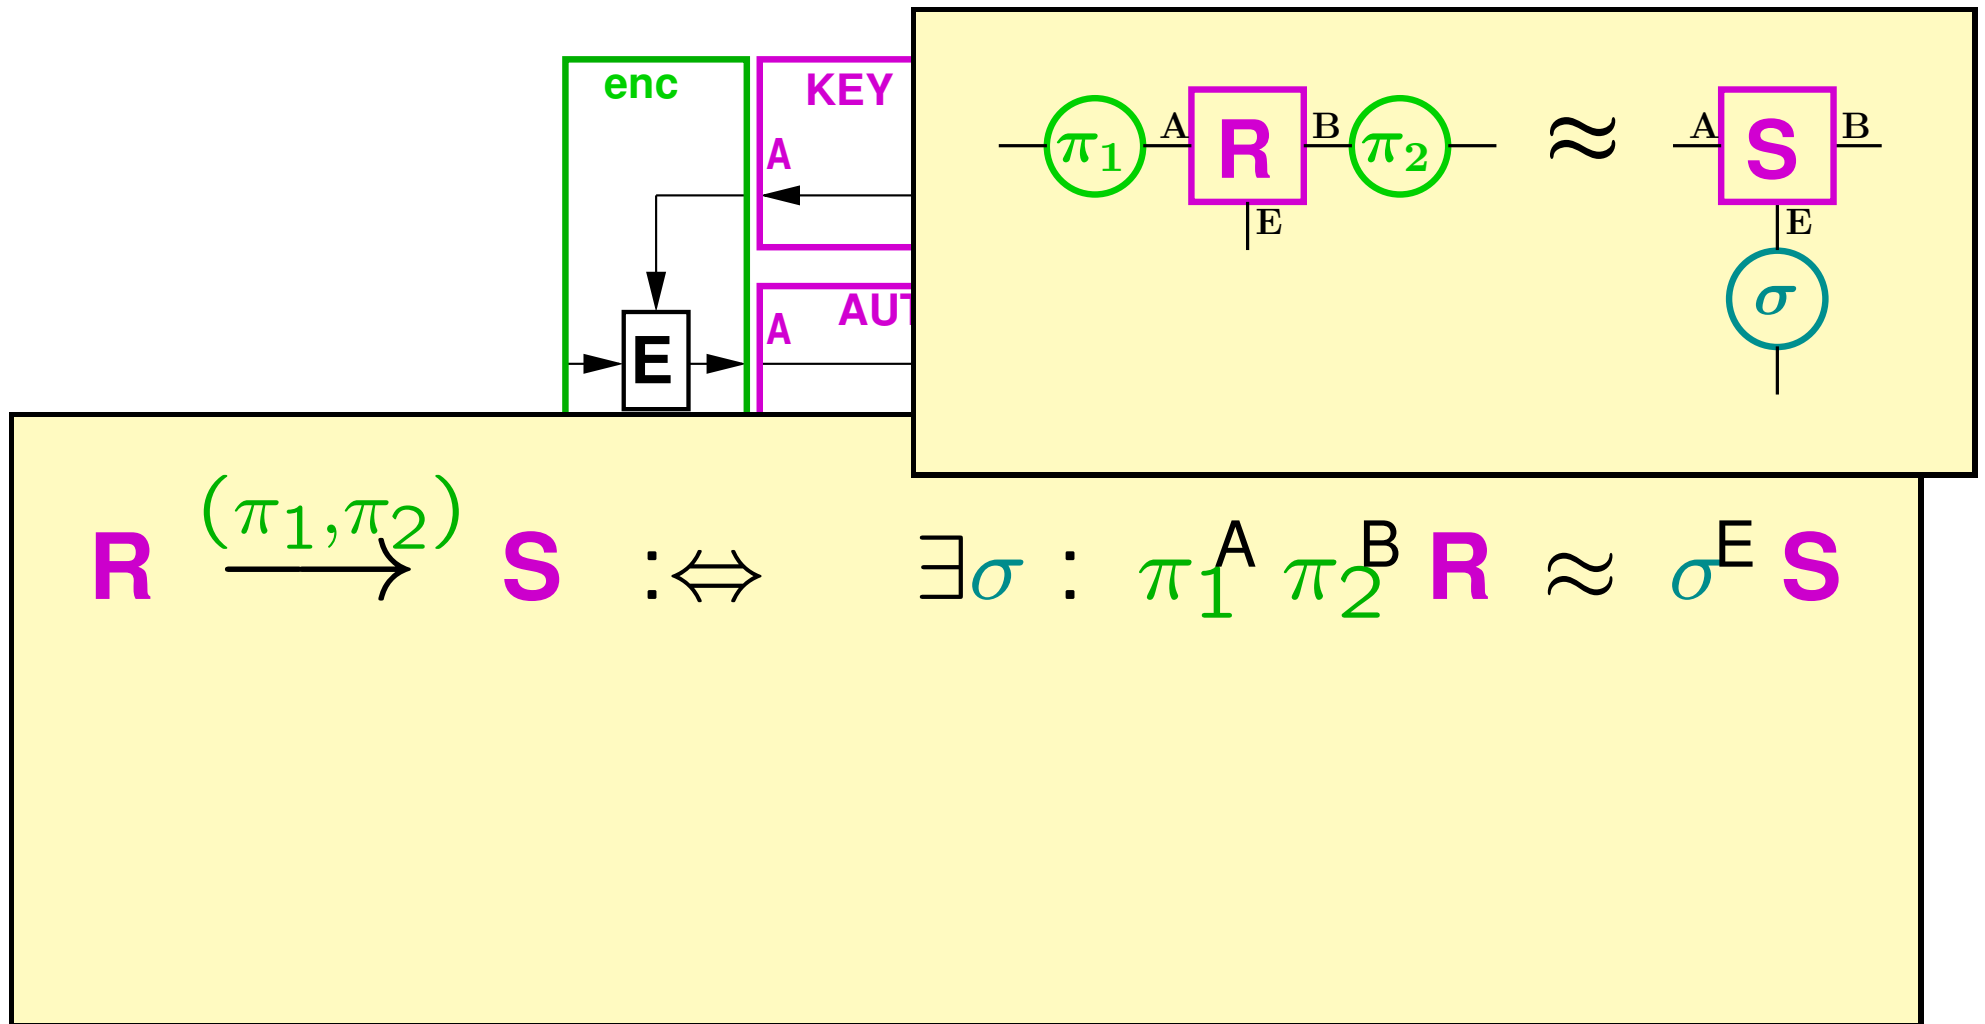 enc KEY
A
A AUT
E
A B A B
π₁ R π₂ ≈ S
E E
σ
R (π₁,π₂)⟶ S :⇔ ∃σ : π₁ᴬ π₂ᴮ R ≈ σᴱ S